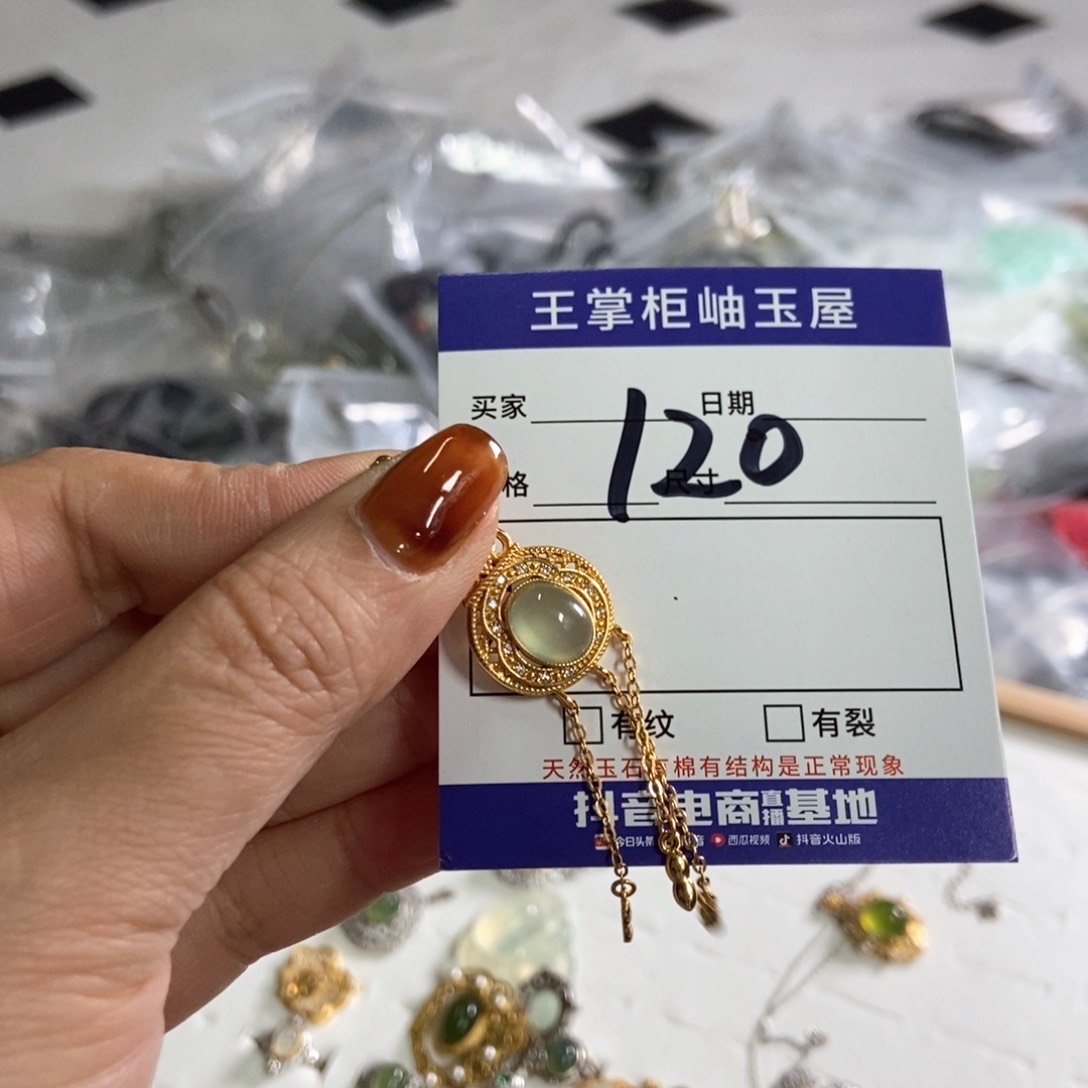 王掌柜岫玉屋
买家 日期
120
格 尺寸
有纹 有裂
天然玉石有棉有结构是正常现象
抖音电商直播基地
今日头条 音 西瓜视频 抖音火山版